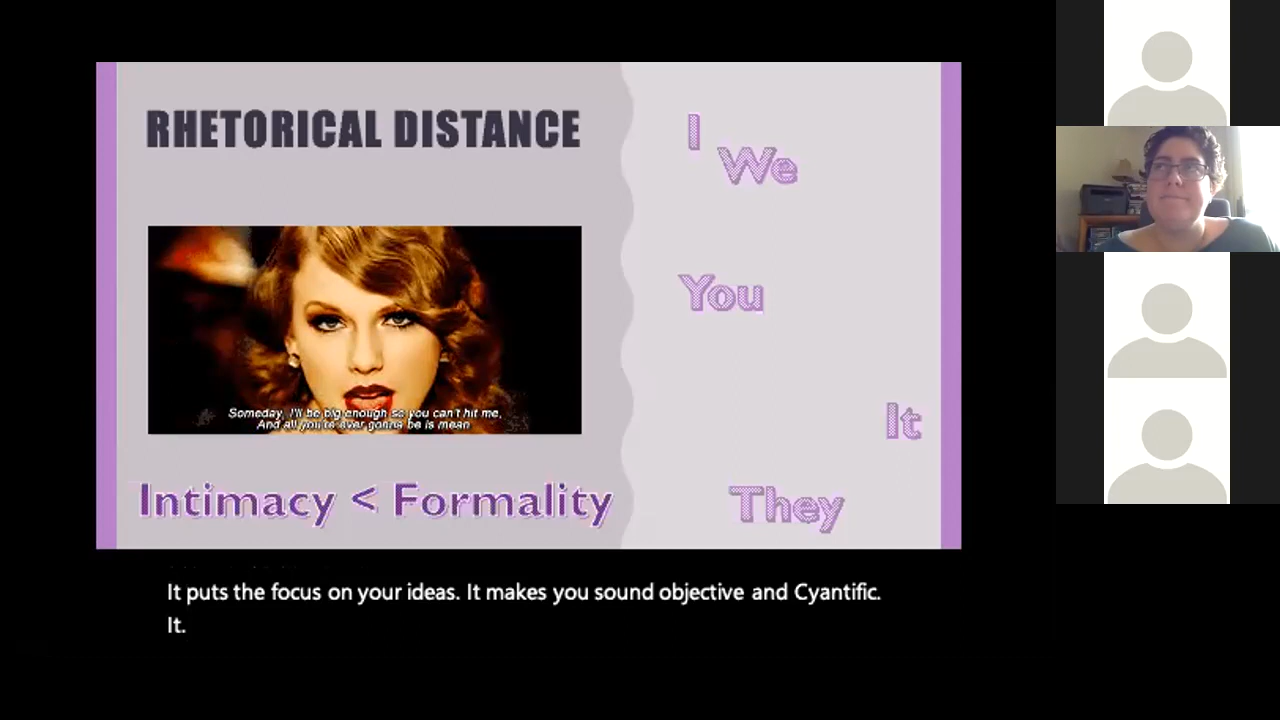 RHETORICAL DISTANCE
I
We
You
It
They
Someday, I'll be big enough so you can't hit me,
And all you're ever gonna be is mean
Intimacy < Formality
It puts the focus on your ideas. It makes you sound objective and Cyantific.
It.